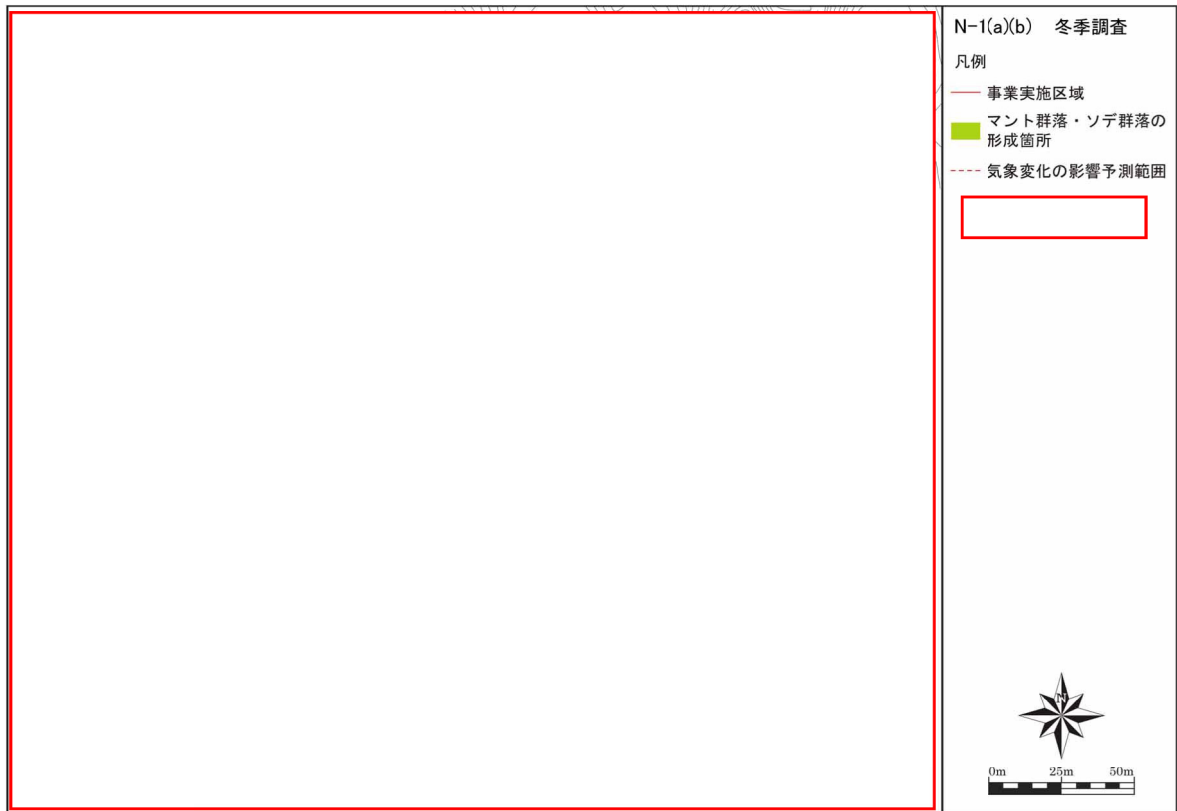 N-1(a)(b) 冬季調査
凡例
事業実施区域
マント群落・ソデ群落の
形成箇所
気象変化の影響予測範囲
N
0m 25m 50m